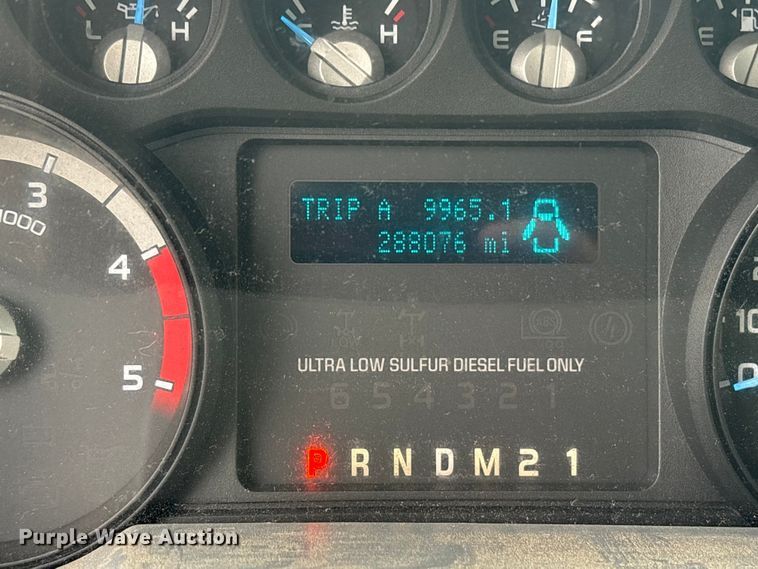 L H
C H
E F
E
3
1000
4
5
TRIP A 9965.1
288076 mi
ULTRA LOW SULFUR DIESEL FUEL ONLY
6 5 4 3 2 1
P R N D M 2 1
10
0
Purple Wave Auction